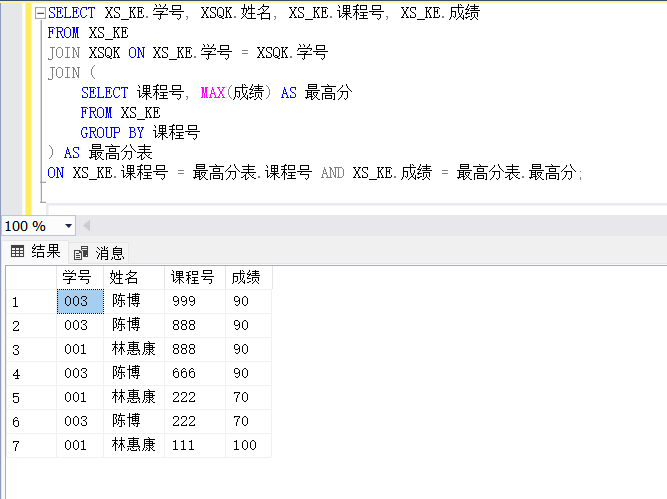 SELECT XS_KE.学号, XSQK.姓名, XS_KE.课程号, XS_KE.成绩
FROM XS_KE
JOIN XSQK ON XS_KE.学号 = XSQK.学号
JOIN (
SELECT 课程号, MAX(成绩) AS 最高分
FROM XS_KE
GROUP BY 课程号
) AS 最高分表
ON XS_KE.课程号 = 最高分表.课程号 AND XS_KE.成绩 = 最高分表.最高分;
100 %
结果 消息
学号 姓名 课程号 成绩
1 003 陈博 999 90
2 003 陈博 888 90
3 001 林惠康 888 90
4 003 陈博 666 90
5 001 林惠康 222 70
6 003 陈博 222 70
7 001 林惠康 111 100